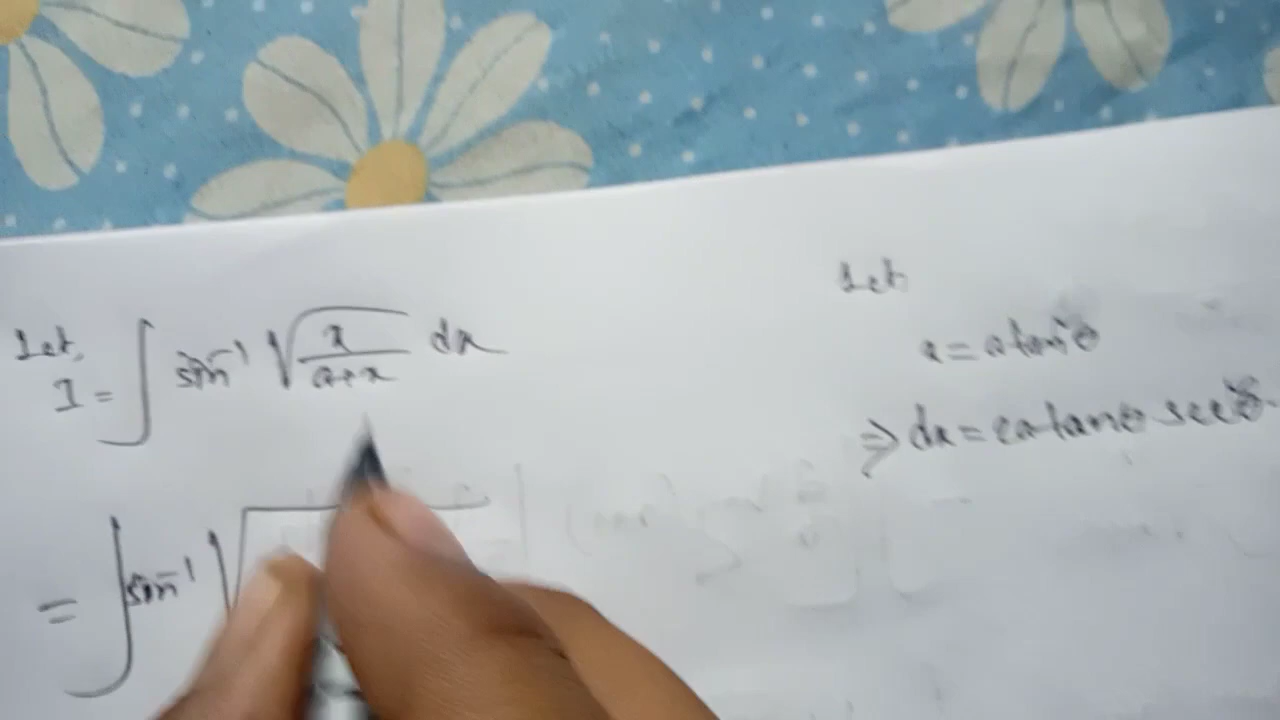 Let,
I = ∫ sin⁻¹ √(x/(a+x)) dx
= ∫ sin⁻¹ √
Let
x = a tan²θ
⇒ dx = 2a tanθ sec²θ.